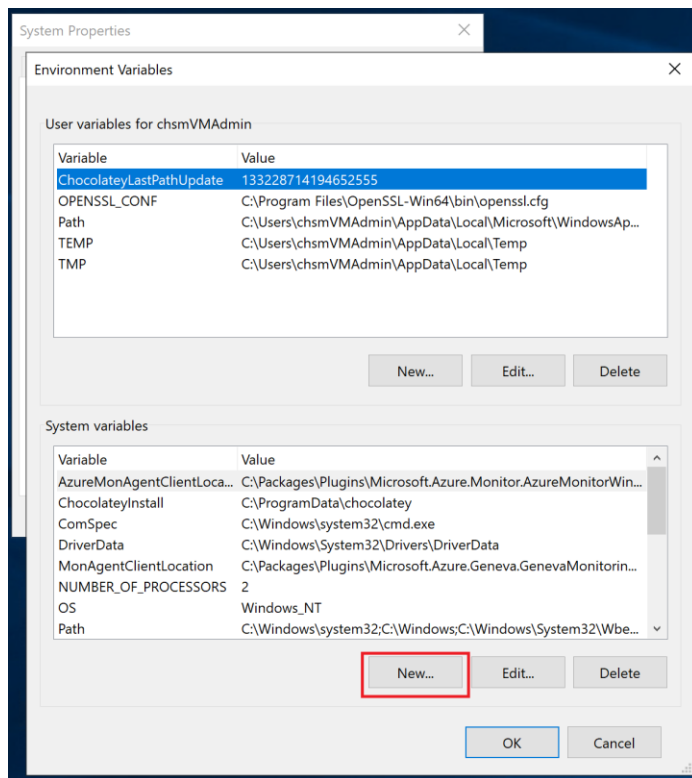 System Properties
Environment Variables
User variables for chsmVMAdmin
Variable Value
ChocolateyLastPathUpdate 133228714194652555
OPENSSL_CONF C:\Program Files\OpenSSL-Win64\bin\openssl.cfg
Path C:\Users\chsmVMAdmin\AppData\Local\Microsoft\WindowsAp...
TEMP C:\Users\chsmVMAdmin\AppData\Local\Temp
TMP C:\Users\chsmVMAdmin\AppData\Local\Temp
New... Edit... Delete
System variables
Variable Value
AzureMonAgentClientLoca... C:\Packages\Plugins\Microsoft.Azure.Monitor.AzureMonitorWin...
ChocolateyInstall C:\ProgramData\chocolatey
ComSpec C:\Windows\system32\cmd.exe
DriverData C:\Windows\System32\Drivers\DriverData
MonAgentClientLocation C:\Packages\Plugins\Microsoft.Azure.Geneva.GenevaMonitorin...
NUMBER_OF_PROCESSORS 2
OS Windows_NT
Path C:\Windows\system32;C:\Windows;C:\Windows\System32\Wbe...
New... Edit... Delete
OK Cancel